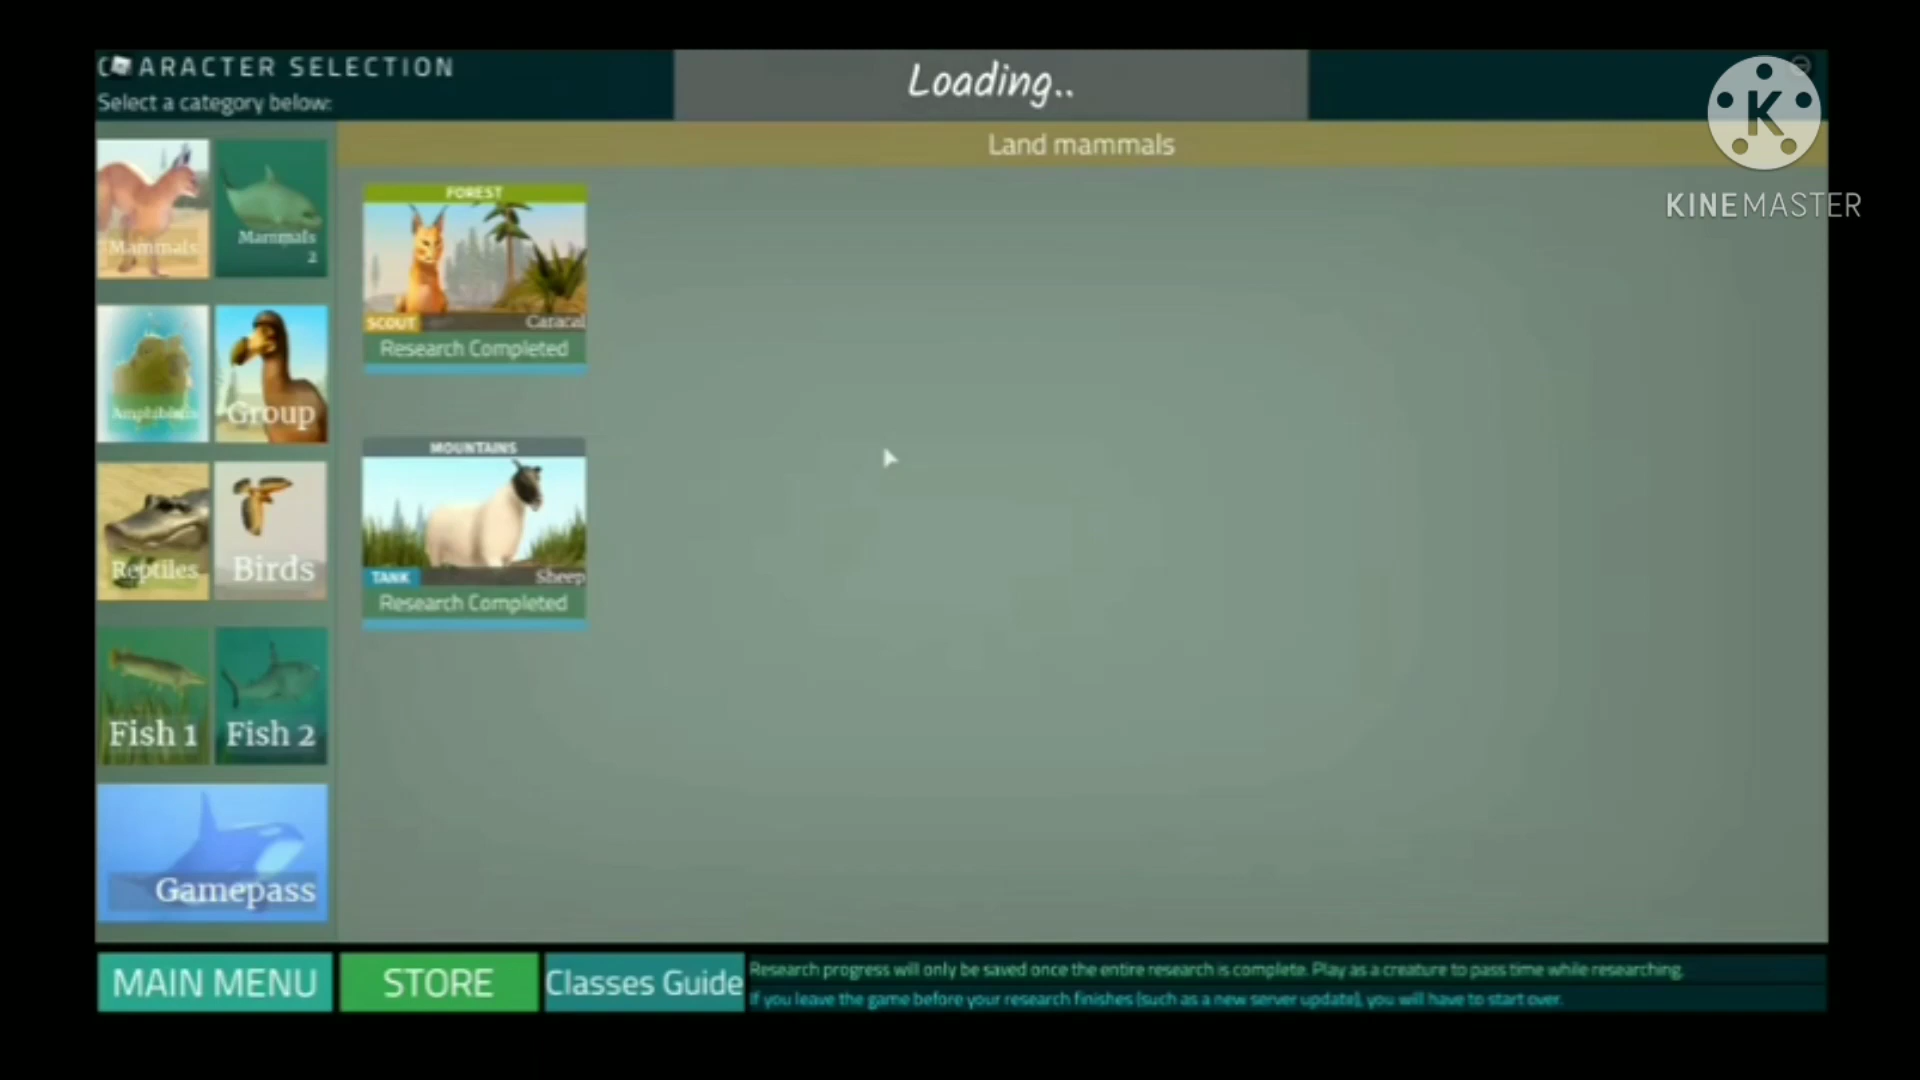 CHARACTER SELECTION
Select a category below:
Loading..
Land mammals
K
KINEMASTER
Mammals
Mammals
2
Amphibians
Group
Reptiles
Birds
Fish 1
Fish 2
Gamepass
FOREST
SCOUT
Caracal
Research Completed
MOUNTAINS
TANK
Sheep
Research Completed
MAIN MENU
STORE
Classes Guide
Research progress will only be saved once the entire research is complete. Play as a creature to pass time while researching.
If you leave the game before your research finishes (such as a new server update), you will have to start over.